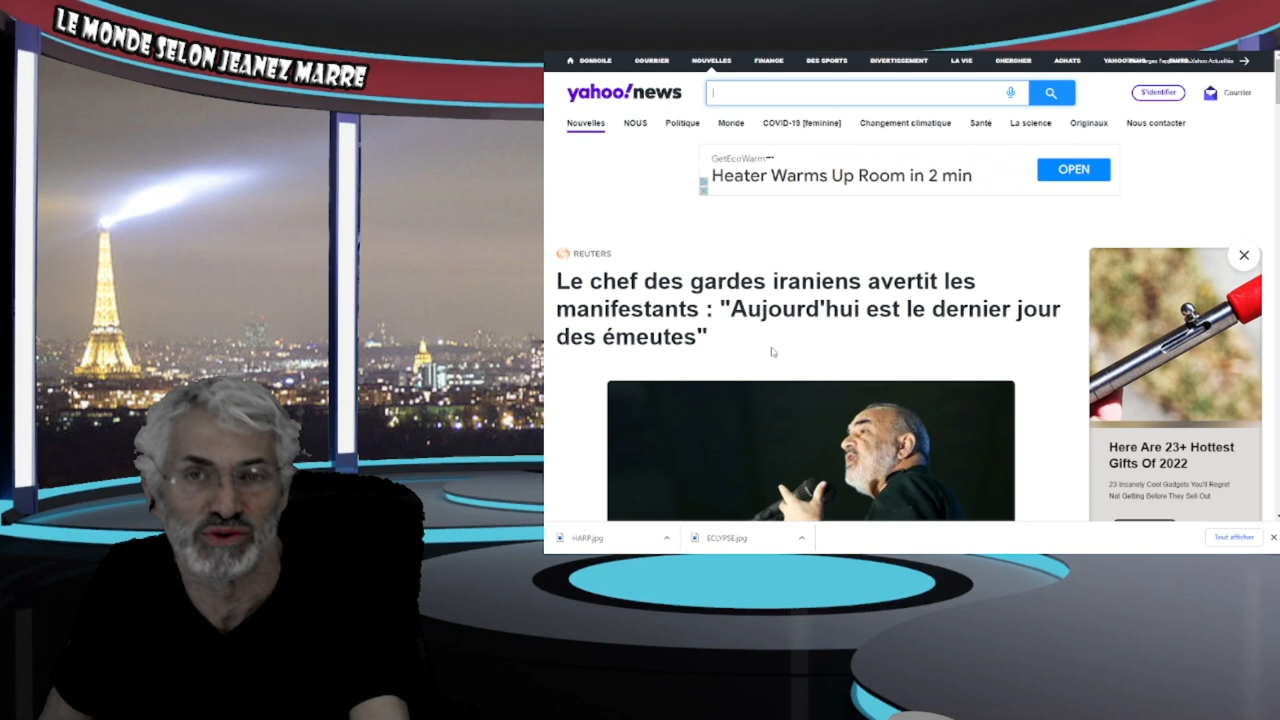 LE MONDE SELON JEANEZ MARRE
DOMICILE COURRIER NOUVELLES FINANCE DES SPORTS DIVERTISSEMENT LA VIE CHERCHER ACHATS
yahoo!news
S'identifier
Courrier
Nouvelles NOUS Politique Monde COVID-19 [feminine] Changement climatique Santé La science Originaux Nous contacter
GetEcoWarm
Heater Warms Up Room in 2 min
OPEN
REUTERS
Le chef des gardes iraniens avertit les
manifestants : "Aujourd'hui est le dernier jour
des émeutes"
Here Are 23+ Hottest
Gifts Of 2022
23 Insanely Cool Gadgets You'll Regret
Not Getting Before They Sell Out
HARP.jpg
ECLYPSE.jpg
Tout afficher